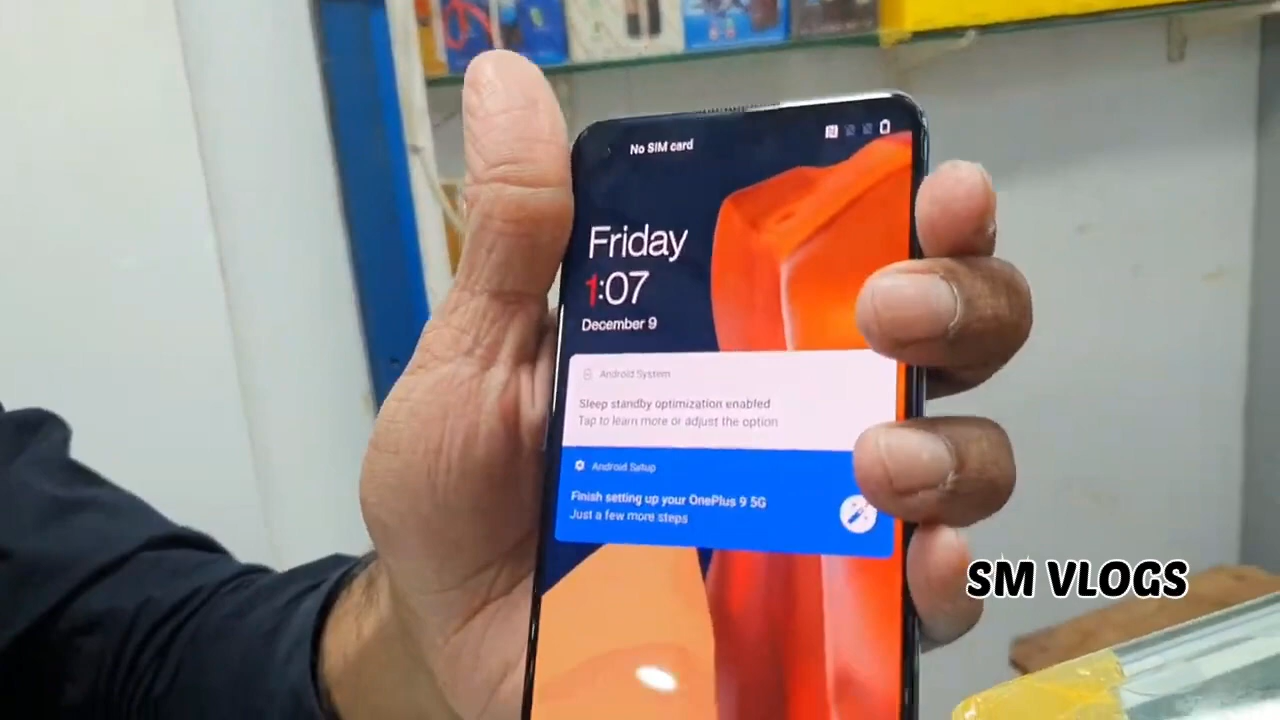 No SIM card
Friday
1:07
December 9
Android System
Sleep standby optimization enabled
Tap to learn more or adjust the option
Android Setup
Finish setting up your OnePlus 9 5G
Just a few more steps
SM VLOGS